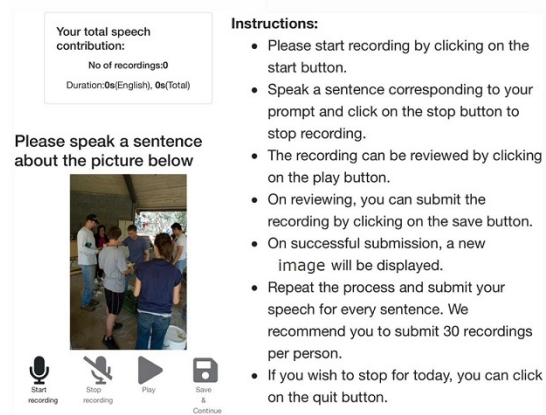 Your total speech
contribution:
No of recordings:0
Duration:0s(English), 0s(Total)
Please speak a sentence
about the picture below
Start
recording
Stop
recording
Play
Save
&
Continue
Instructions:
• Please start recording by clicking on the
start button.
• Speak a sentence corresponding to your
prompt and click on the stop button to
stop recording.
• The recording can be reviewed by clicking
on the play button.
• On reviewing, you can submit the
recording by clicking on the save button.
• On successful submission, a new
image will be displayed.
• Repeat the process and submit your
speech for every sentence. We
recommend you to submit 30 recordings
per person.
• If you wish to stop for today, you can click
on the quit button.